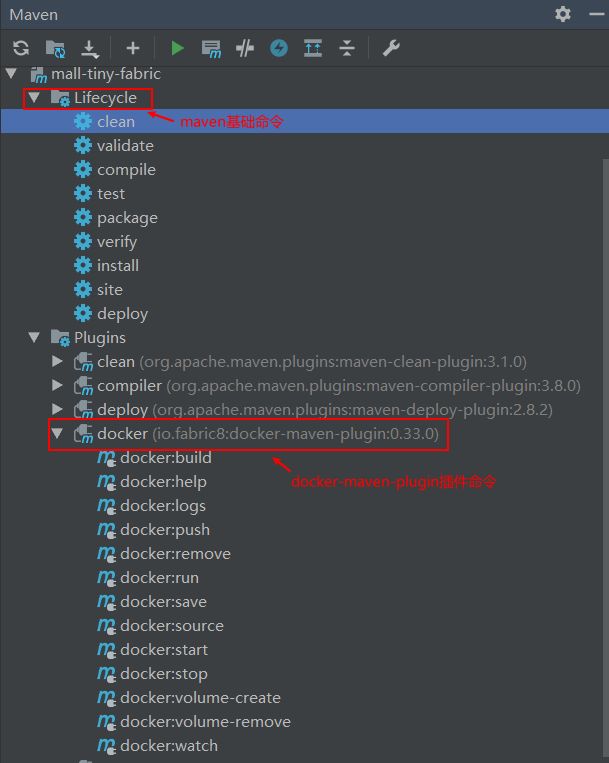 Maven
mall-tiny-fabric
Lifecycle
clean
maven基础命令
validate
compile
test
package
verify
install
site
deploy
Plugins
clean (org.apache.maven.plugins:maven-clean-plugin:3.1.0)
compiler (org.apache.maven.plugins:maven-compiler-plugin:3.8.0)
deploy (org.apache.maven.plugins:maven-deploy-plugin:2.8.2)
docker (io.fabric8:docker-maven-plugin:0.33.0)
docker:build
docker-maven-plugin插件命令
docker:help
docker:logs
docker:push
docker:remove
docker:run
docker:save
docker:source
docker:start
docker:stop
docker:volume-create
docker:volume-remove
docker:watch